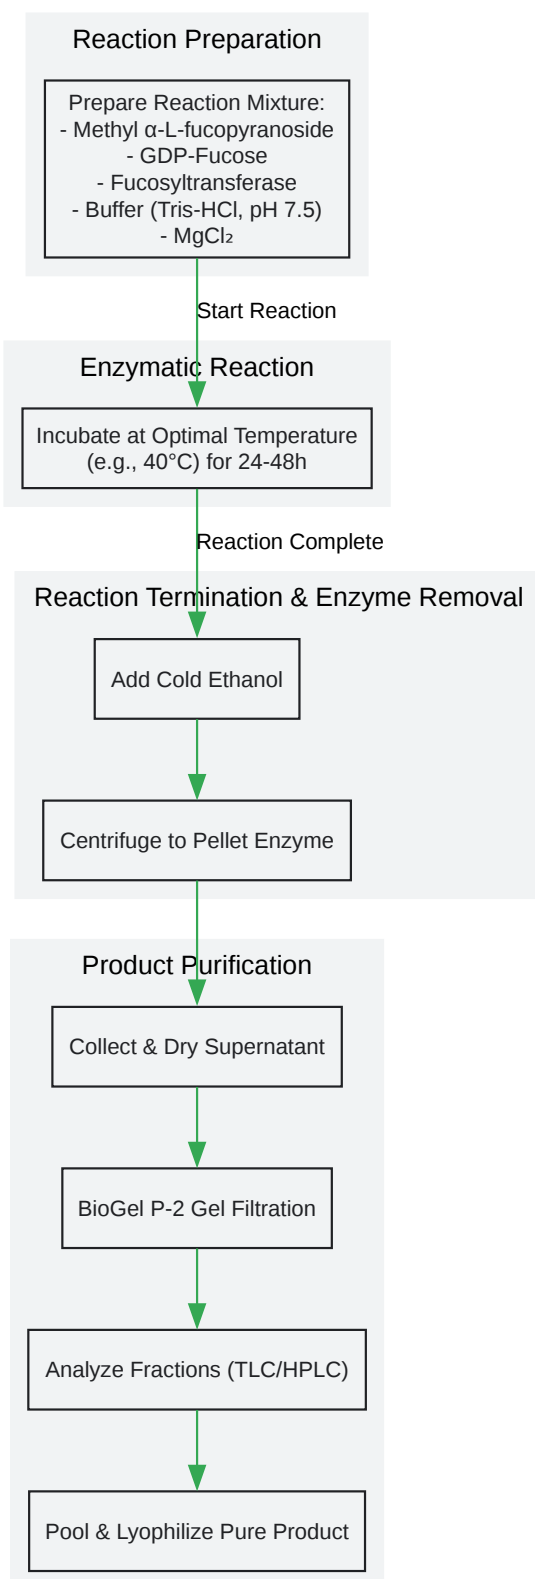 Reaction Preparation
Prepare Reaction Mixture:
- Methyl α-L-fucopyranoside
- GDP-Fucose
- Fucosyltransferase
- Buffer (Tris-HCl, pH 7.5)
- MgCl₂
Start Reaction
Enzymatic Reaction
Incubate at Optimal Temperature
(e.g., 40°C) for 24-48h
Reaction Complete
Reaction Termination & Enzyme Removal
Add Cold Ethanol
Centrifuge to Pellet Enzyme
Product Purification
Collect & Dry Supernatant
BioGel P-2 Gel Filtration
Analyze Fractions (TLC/HPLC)
Pool & Lyophilize Pure Product